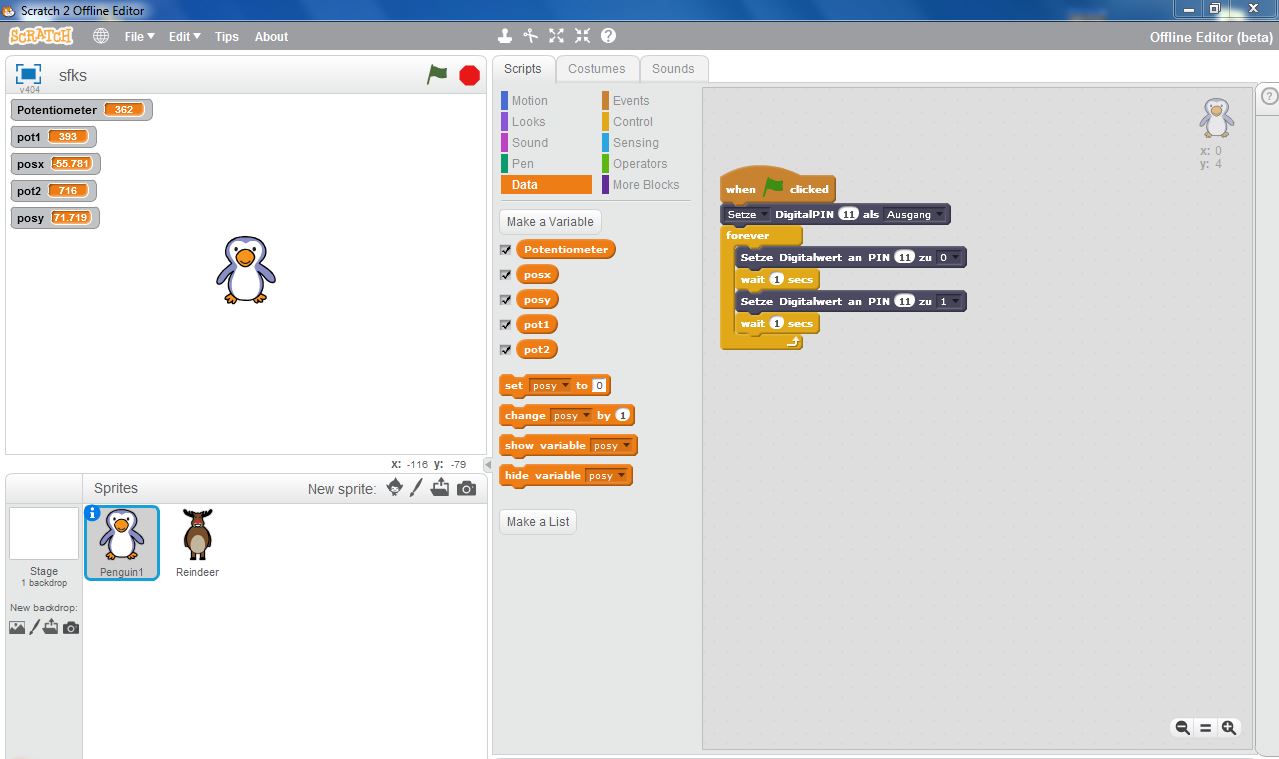 Scratch 2 Offline Editor
SCRATCH File Edit Tips About Offline Editor (beta)
v404 sfks
Potentiometer 362
pot1 393
posx -55.781
pot2 716
posy 71.719
x: -116 y: -79
Sprites New sprite:
Stage
1 backdrop
New backdrop:
Penguin1
Reindeer
Scripts Costumes Sounds
Motion Events
Looks Control
Sound Sensing
Pen Operators
Data More Blocks
Make a Variable
Potentiometer
posx
posy
pot1
pot2
set posy to 0
change posy by 1
show variable posy
hide variable posy
Make a List
when clicked
Setze DigitalPIN 11 als Ausgang
forever
Setze Digitalwert an PIN 11 zu 0
wait 1 secs
Setze Digitalwert an PIN 11 zu 1
wait 1 secs
x: 0
y: 4
?